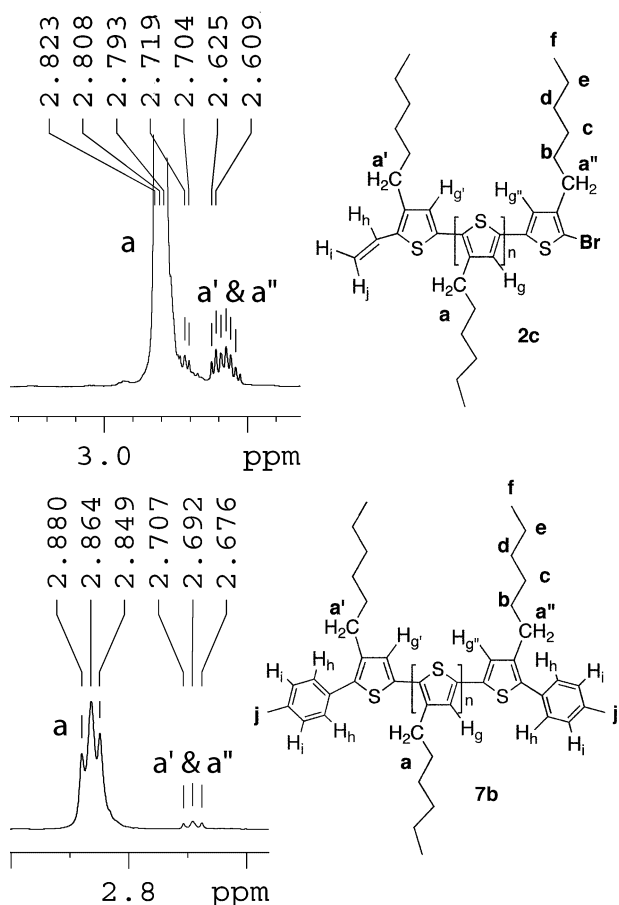 2.823
2.808
2.793
2.719
2.704
2.625
2.609
a
a' & a"
3.0
ppm
f
e
d
c
b
a"
CH2
a'
H2C
Hg'
Hg"
Hh
Hi
Hj
S
S
S
n
Br
Hg
H2C
a
2c
2.880
2.864
2.849
2.707
2.692
2.676
a
a' & a"
2.8
ppm
f
e
d
c
b
a"
CH2
a'
H2C
Hg'
Hg"
Hi
Hh
Hh
Hi
j
S
S
S
n
j
Hi
Hh
Hg
Hh
Hi
H2C
a
7b